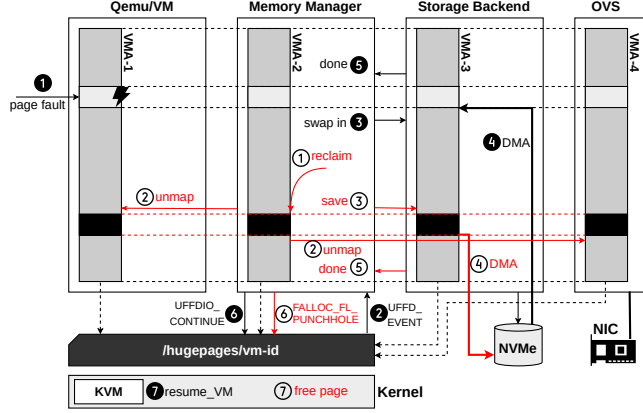 Qemu/VM
Memory Manager
Storage Backend
OVS
VMA-1
VMA-2
VMA-3
VMA-4
1
page fault
done 5
swap in 3
4 DMA
1 reclaim
2 unmap
save 3
2 unmap
done 5
4 DMA
UFFDIO_
CONTINUE 6
6 FALLOC_FL_
PUNCHHOLE
2 UFFD_
EVENT
/hugepages/vm-id
NVMe
NIC
KVM
7 resume_VM
7 free page
Kernel